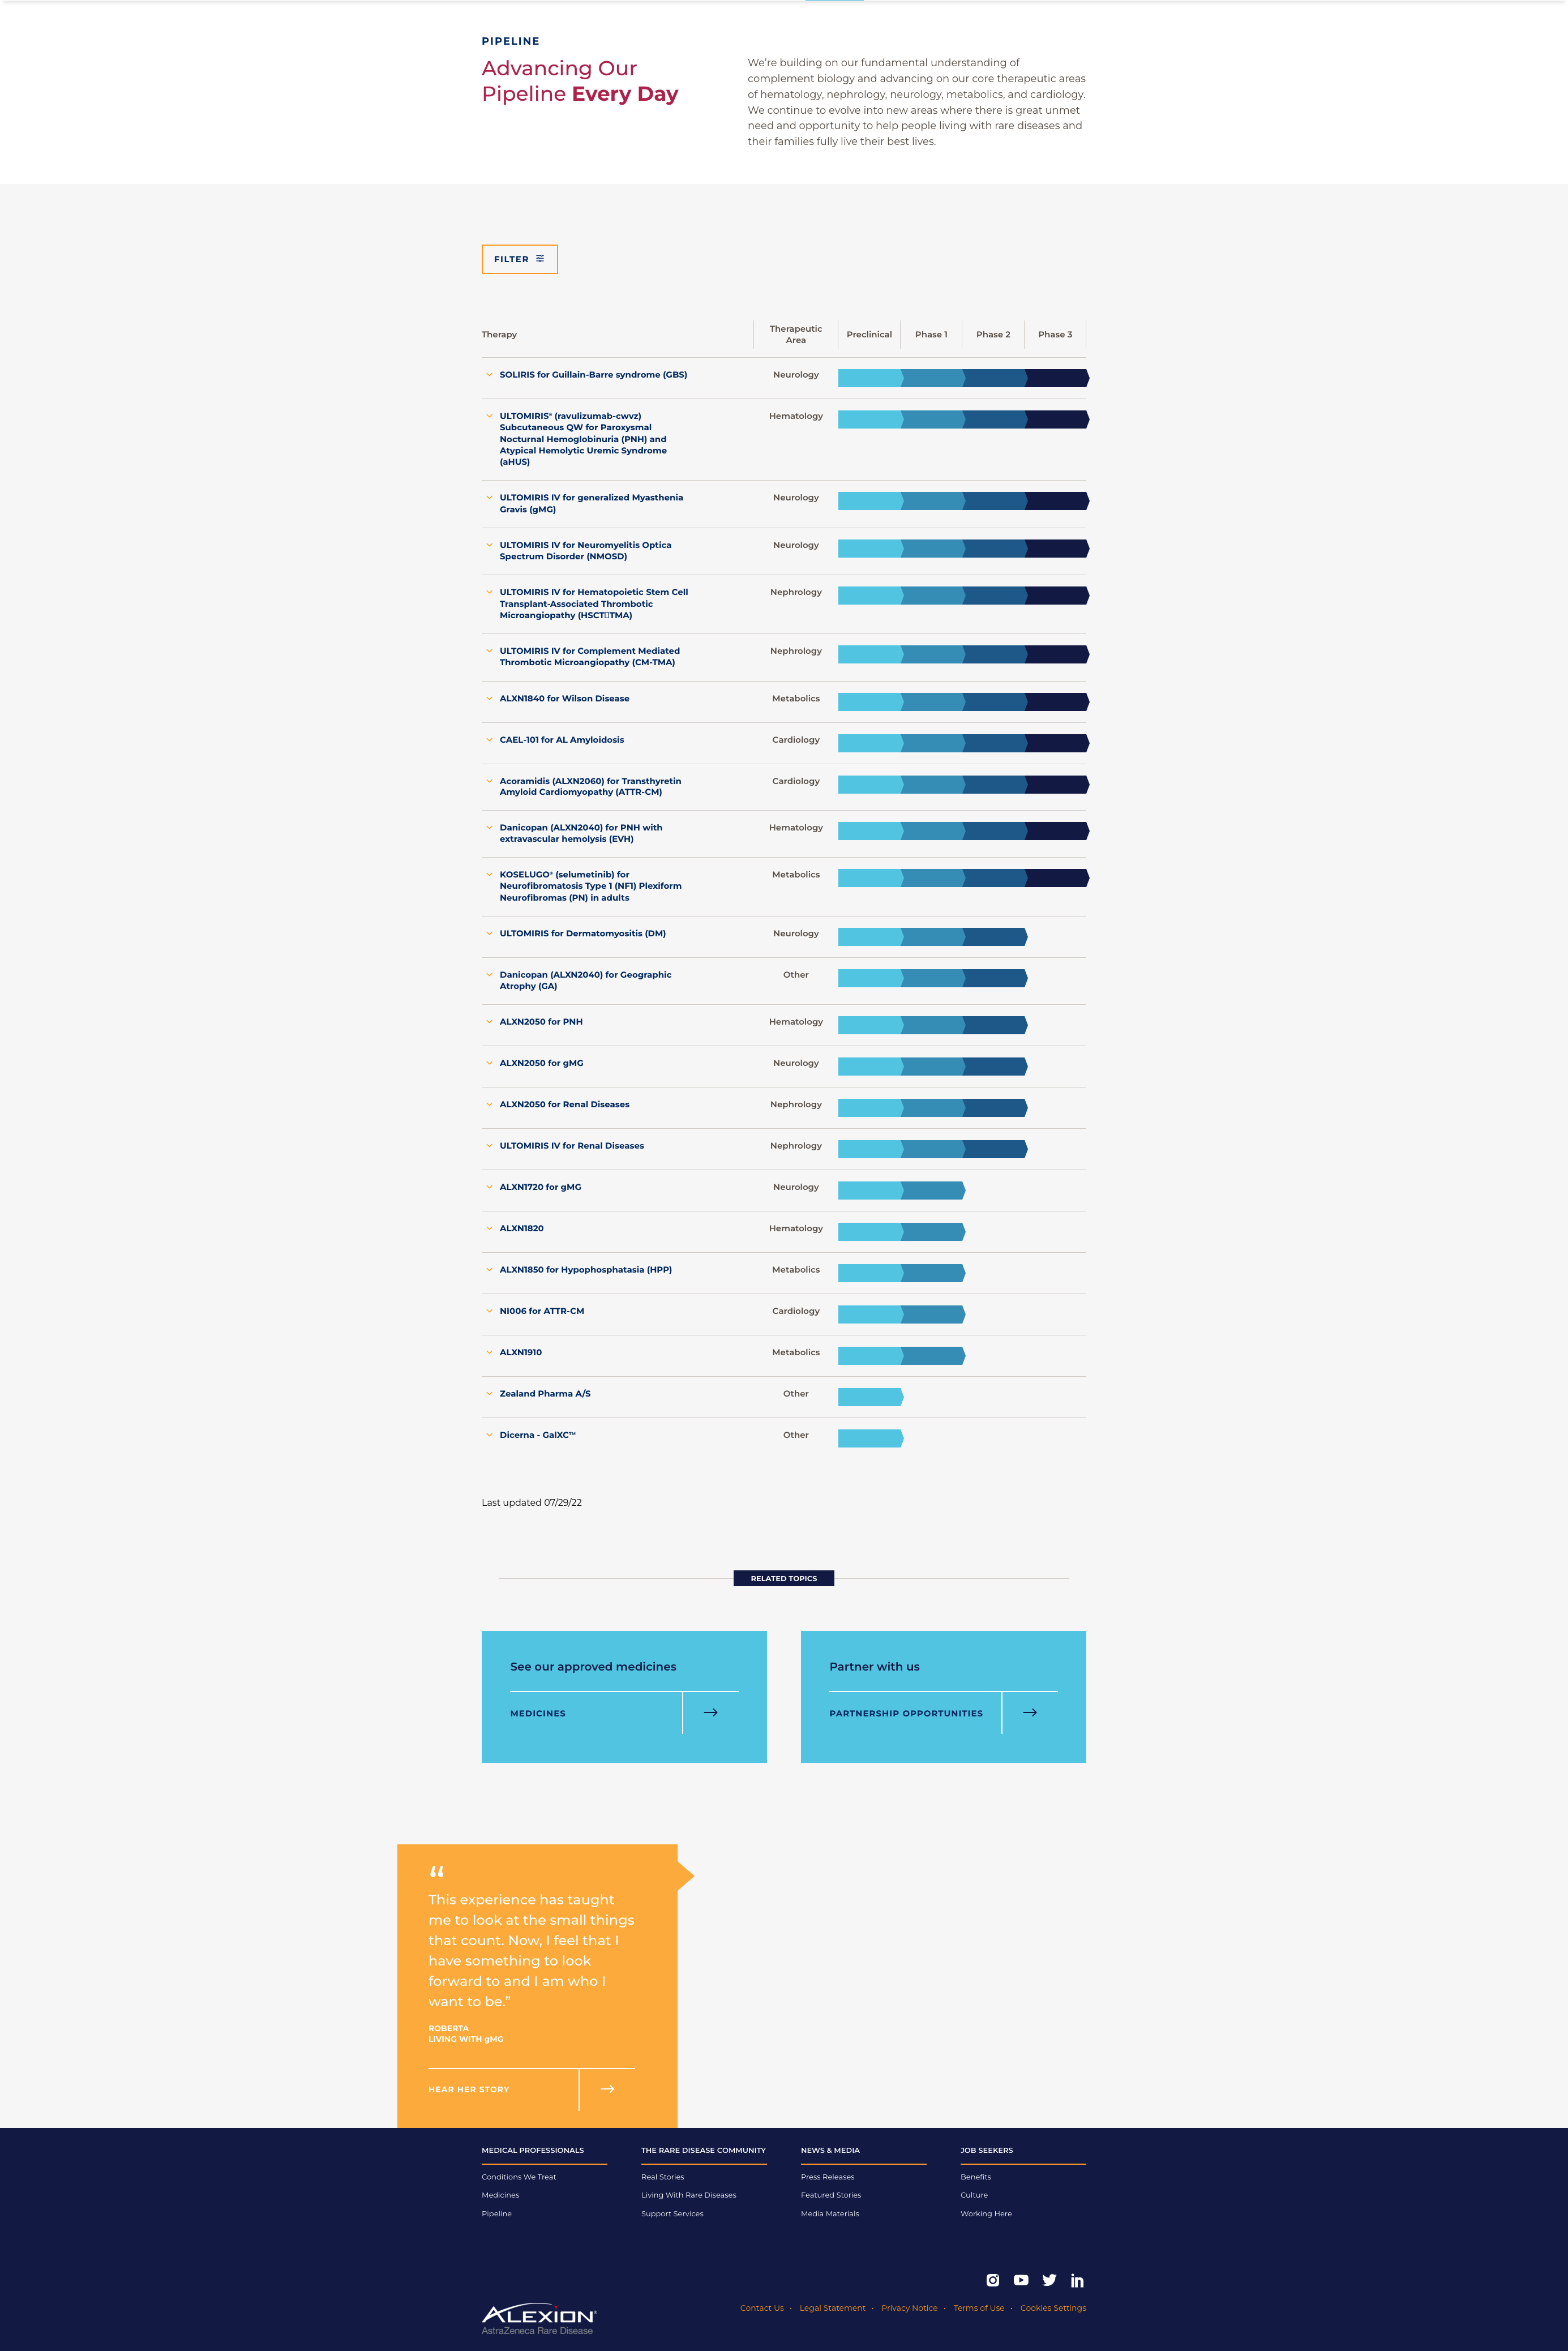 PIPELINE
Advancing Our
Pipeline Every Day
We're building on our fundamental understanding of
complement biology and advancing on our core therapeutic areas
of hematology, nephrology, neurology, metabolics, and cardiology.
We continue to evolve into new areas where there is great unmet
need and opportunity to help people living with rare diseases and
their families fully live their best lives.
FILTER
Therapy
Therapeutic
Area
Preclinical
Phase 1
Phase 2
Phase 3
SOLIRIS for Guillain-Barre syndrome (GBS)
Neurology
ULTOMIRIS® (ravulizumab-cwvz)
Subcutaneous QW for Paroxysmal
Nocturnal Hemoglobinuria (PNH) and
Atypical Hemolytic Uremic Syndrome
(aHUS)
Hematology
ULTOMIRIS IV for generalized Myasthenia
Gravis (gMG)
Neurology
ULTOMIRIS IV for Neuromyelitis Optica
Spectrum Disorder (NMOSD)
Neurology
ULTOMIRIS IV for Hematopoietic Stem Cell
Transplant-Associated Thrombotic
Microangiopathy (HSCT▯TMA)
Nephrology
ULTOMIRIS IV for Complement Mediated
Thrombotic Microangiopathy (CM-TMA)
Nephrology
ALXN1840 for Wilson Disease
Metabolics
CAEL-101 for AL Amyloidosis
Cardiology
Acoramidis (ALXN2060) for Transthyretin
Amyloid Cardiomyopathy (ATTR-CM)
Cardiology
Danicopan (ALXN2040) for PNH with
extravascular hemolysis (EVH)
Hematology
KOSELUGO® (selumetinib) for
Neurofibromatosis Type 1 (NF1) Plexiform
Neurofibromas (PN) in adults
Metabolics
ULTOMIRIS for Dermatomyositis (DM)
Neurology
Danicopan (ALXN2040) for Geographic
Atrophy (GA)
Other
ALXN2050 for PNH
Hematology
ALXN2050 for gMG
Neurology
ALXN2050 for Renal Diseases
Nephrology
ULTOMIRIS IV for Renal Diseases
Nephrology
ALXN1720 for gMG
Neurology
ALXN1820
Hematology
ALXN1850 for Hypophosphatasia (HPP)
Metabolics
NI006 for ATTR-CM
Cardiology
ALXN1910
Metabolics
Zealand Pharma A/S
Other
Dicerna - GalXC™
Other
Last updated 07/29/22
RELATED TOPICS
See our approved medicines
MEDICINES
Partner with us
PARTNERSHIP OPPORTUNITIES
“
This experience has taught
me to look at the small things
that count. Now, I feel that I
have something to look
forward to and I am who I
want to be.”
ROBERTA
LIVING WITH gMG
HEAR HER STORY
MEDICAL PROFESSIONALS
Conditions We Treat
Medicines
Pipeline
THE RARE DISEASE COMMUNITY
Real Stories
Living With Rare Diseases
Support Services
NEWS & MEDIA
Press Releases
Featured Stories
Media Materials
JOB SEEKERS
Benefits
Culture
Working Here
ALEXION®
AstraZeneca Rare Disease
Contact Us • Legal Statement • Privacy Notice • Terms of Use • Cookies Settings